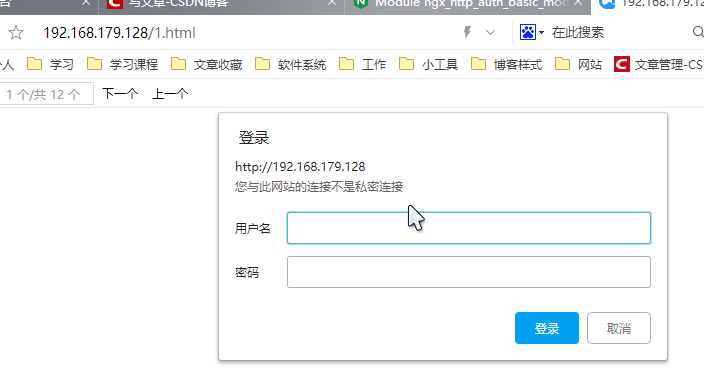 名 写文章-CSDN博客 Module ngx_http_auth_basic_mod 192.168.179.12
192.168.179.128/1.html 在此搜索
个人 学习 学习课程 文章收藏 软件系统 工作 小工具 博客样式 网站 文章管理-CS
1 个/共 12 个 下一个 上一个
登录
http://192.168.179.128
您与此网站的连接不是私密连接
用户名
密码
登录 取消